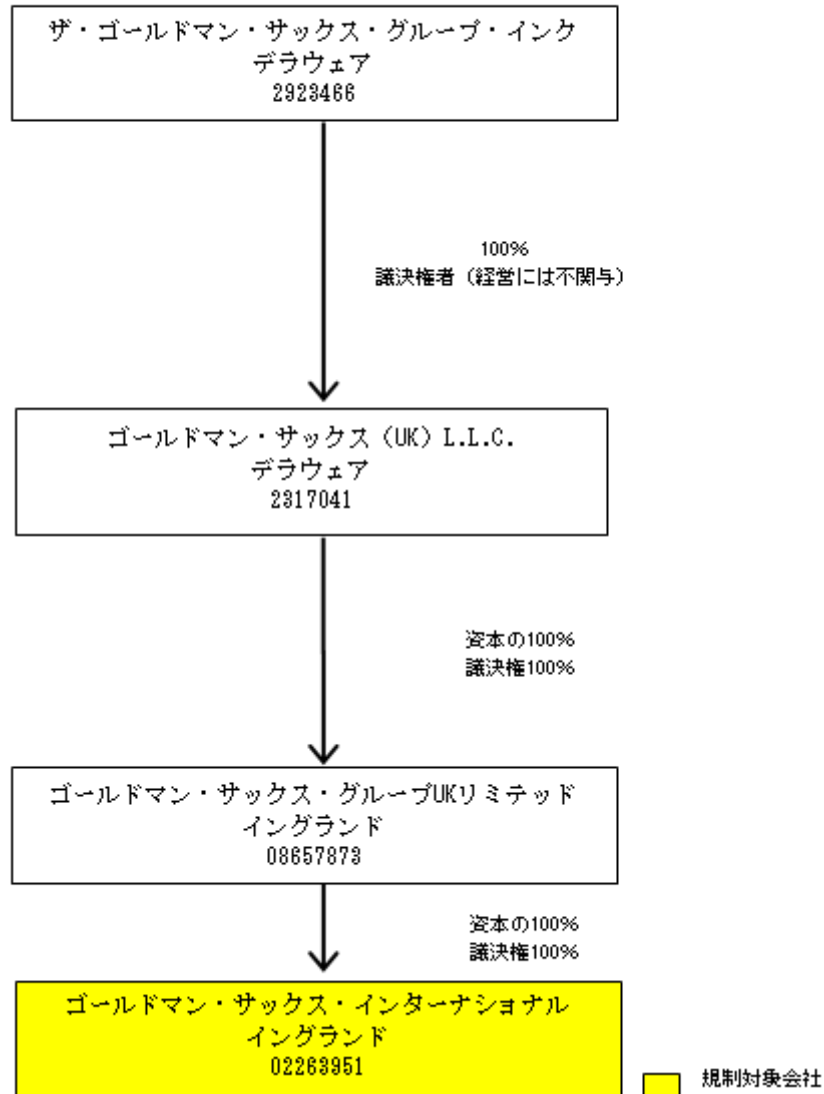 ザ・ゴールドマン・サックス・グループ・インク
デラウェア
2923466
100%
議決権者（経営には不関与）
ゴールドマン・サックス（UK）L.L.C.
デラウェア
2317041
資本の100%
議決権100%
ゴールドマン・サックス・グループUKリミテッド
イングランド
08657873
資本の100%
議決権100%
ゴールドマン・サックス・インターナショナル
イングランド
02263951
規制対象会社